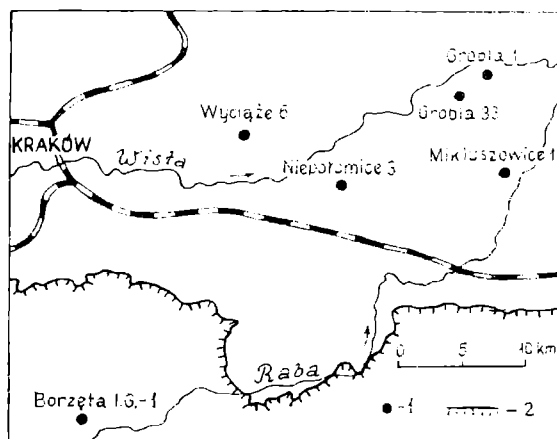 Grobla 1
Wyciąże 6
Grobla 33
KRAKÓW
Wisła
Niepołomice 3
Mikluszowice 1
Raba
0 5 10 km
Borzęta I.G.-1
-1 - 2